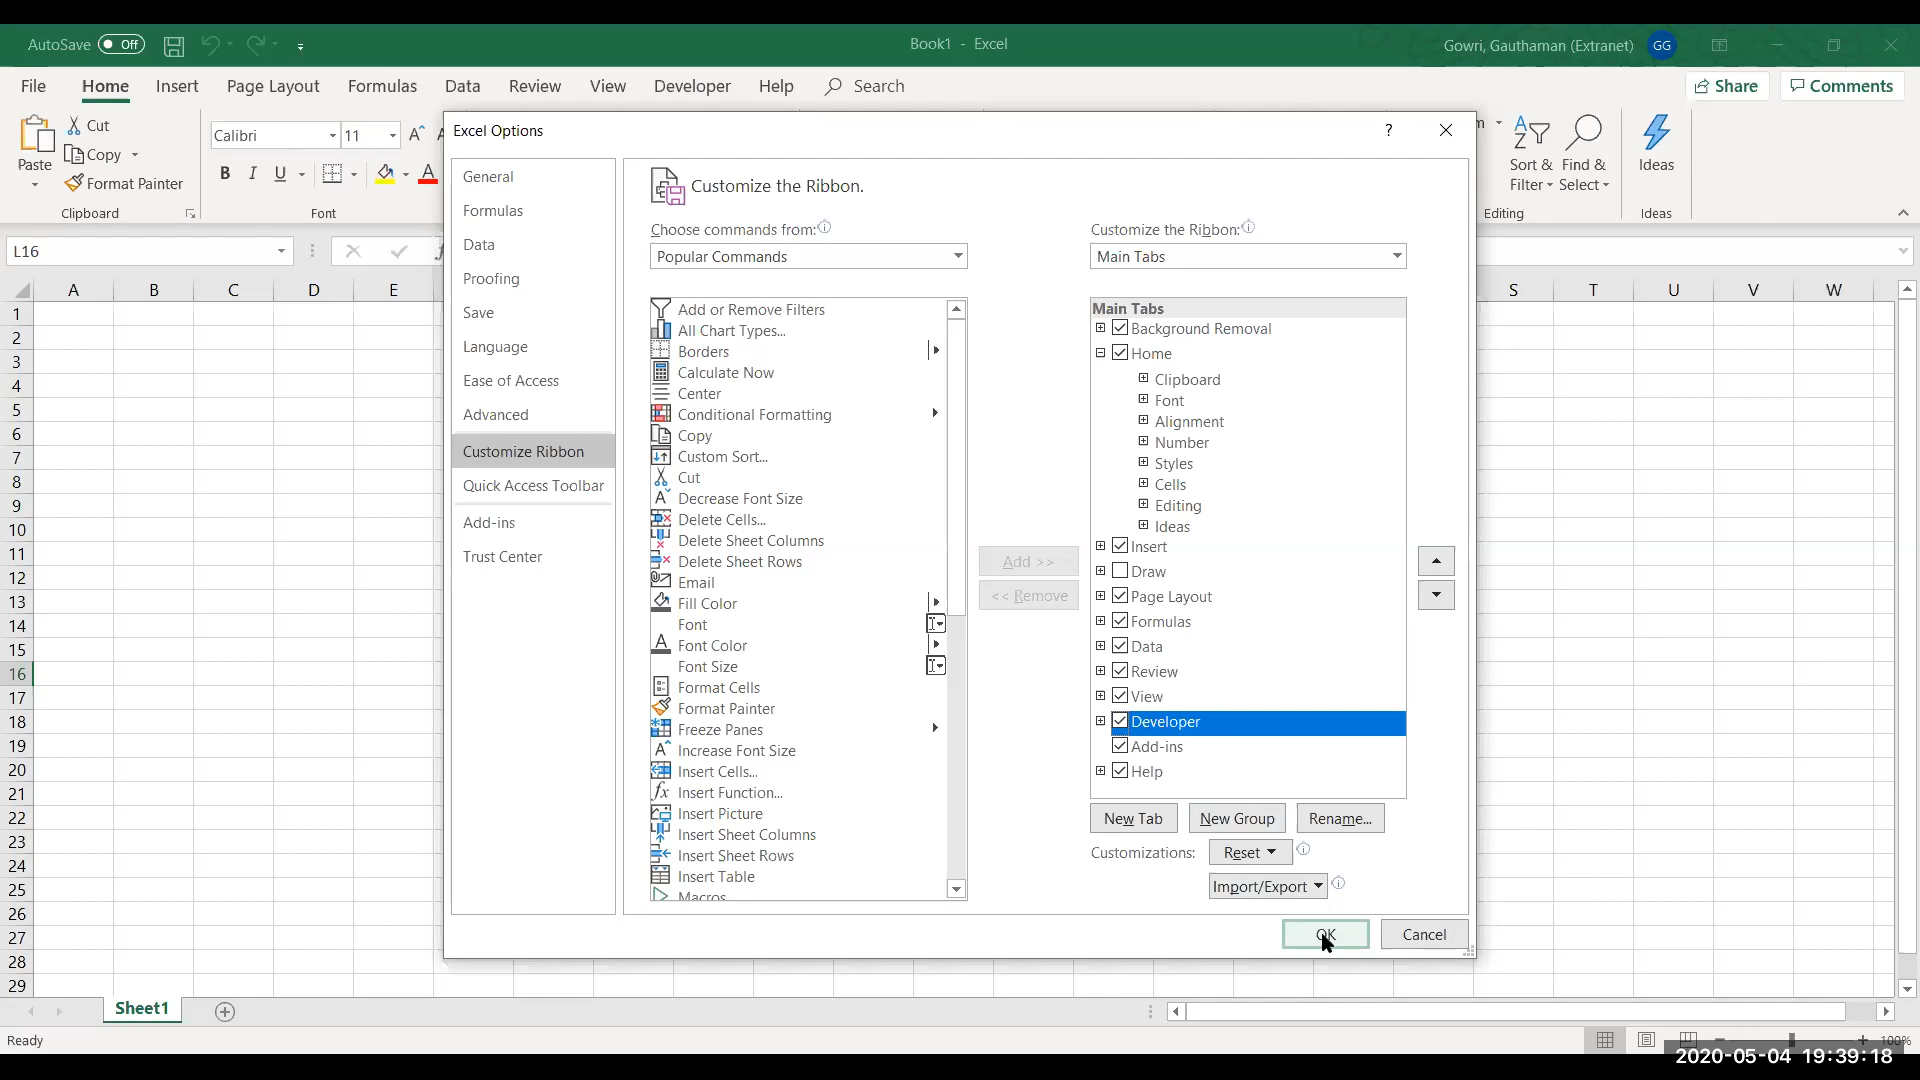 AutoSave Off
Book1 - Excel
Gowri, Gauthaman (Extranet) GG
File Home Insert Page Layout Formulas Data Review View Developer Help Search
Share Comments
Paste
Cut
Copy
Format Painter
Clipboard
Calibri 11
B I U
Font
Sort & Filter
Find & Select
Editing
Ideas
Ideas
L16
A B C D E S T U V W
1
2
3
4
5
6
7
8
9
10
11
12
13
14
15
16
17
18
19
20
21
22
23
24
25
26
27
28
29
Excel Options
General
Formulas
Data
Proofing
Save
Language
Ease of Access
Advanced
Customize Ribbon
Quick Access Toolbar
Add-ins
Trust Center
Customize the Ribbon.
Choose commands from:
Popular Commands
Add or Remove Filters
All Chart Types...
Borders
Calculate Now
Center
Conditional Formatting
Copy
Custom Sort...
Cut
Decrease Font Size
Delete Cells...
Delete Sheet Columns
Delete Sheet Rows
Email
Fill Color
Font
Font Color
Font Size
Format Cells
Format Painter
Freeze Panes
Increase Font Size
Insert Cells...
Insert Function...
Insert Picture
Insert Sheet Columns
Insert Sheet Rows
Insert Table
Macros
Add >>
<< Remove
Customize the Ribbon:
Main Tabs
Main Tabs
Background Removal
Home
Clipboard
Font
Alignment
Number
Styles
Cells
Editing
Ideas
Insert
Draw
Page Layout
Formulas
Data
Review
View
Developer
Add-ins
Help
New Tab New Group Rename...
Customizations: Reset
Import/Export
OK Cancel
Sheet1
Ready
100%
2020-05-04 19:39:18